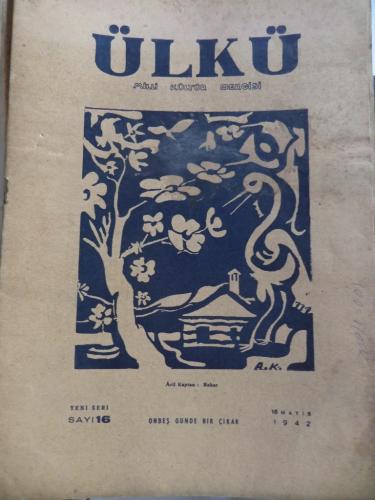 ÜLKÜ
MİLLİ KÜLTÜR DERGİSİ
A.K.
Arif Kaptan : Bahar
YENİ SERİ
SAYI 16
ONBEŞ GÜNDE BİR ÇIKAR
16 MAYIS
1942